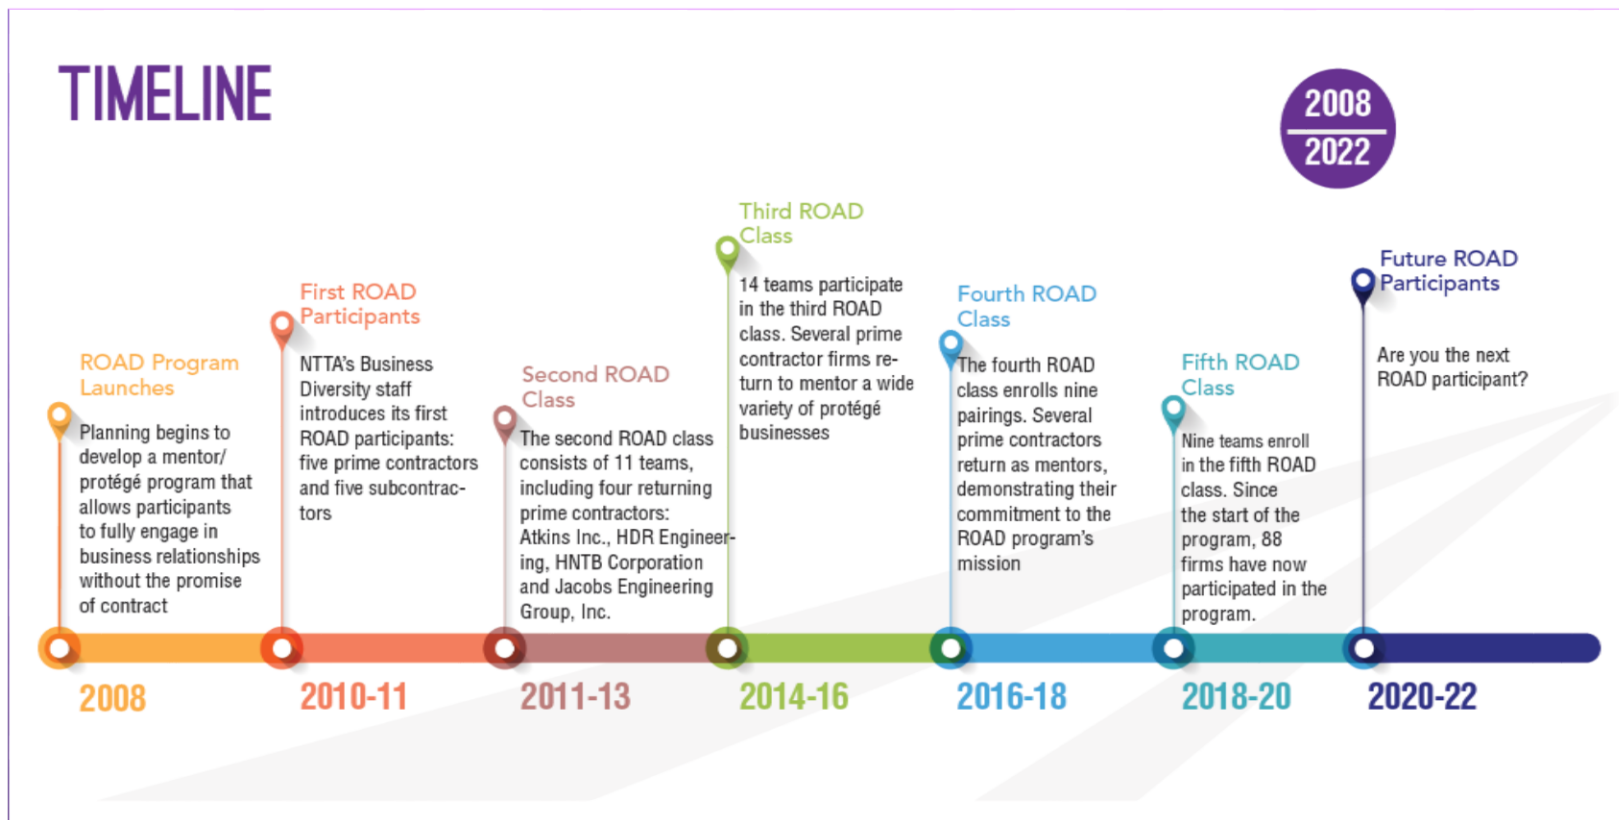 TIMELINE
2008
2022
ROAD Program
Launches
Planning begins to
develop a mentor/
protégé program that
allows participants
to fully engage in
business relationships
without the promise
of contract
2008
First ROAD
Participants
NTTA's Business
Diversity staff
introduces its first
ROAD participants:
five prime contractors
and five subcontrac-
tors
2010-11
Second ROAD
Class
The second ROAD class
consists of 11 teams,
including four returning
prime contractors:
Atkins Inc., HDR Engineer-
ing, HNTB Corporation
and Jacobs Engineering
Group, Inc.
2011-13
Third ROAD
Class
14 teams participate
in the third ROAD
class. Several prime
contractor firms re-
turn to mentor a wide
variety of protégé
businesses
2014-16
Fourth ROAD
Class
The fourth ROAD
class enrolls nine
pairings. Several
prime contractors
return as mentors,
demonstrating their
commitment to the
ROAD program's
mission
2016-18
Fifth ROAD
Class
Nine teams enroll
in the fifth ROAD
class. Since
the start of the
program, 88
firms have now
participated in the
program.
2018-20
Future ROAD
Participants
Are you the next
ROAD participant?
2020-22